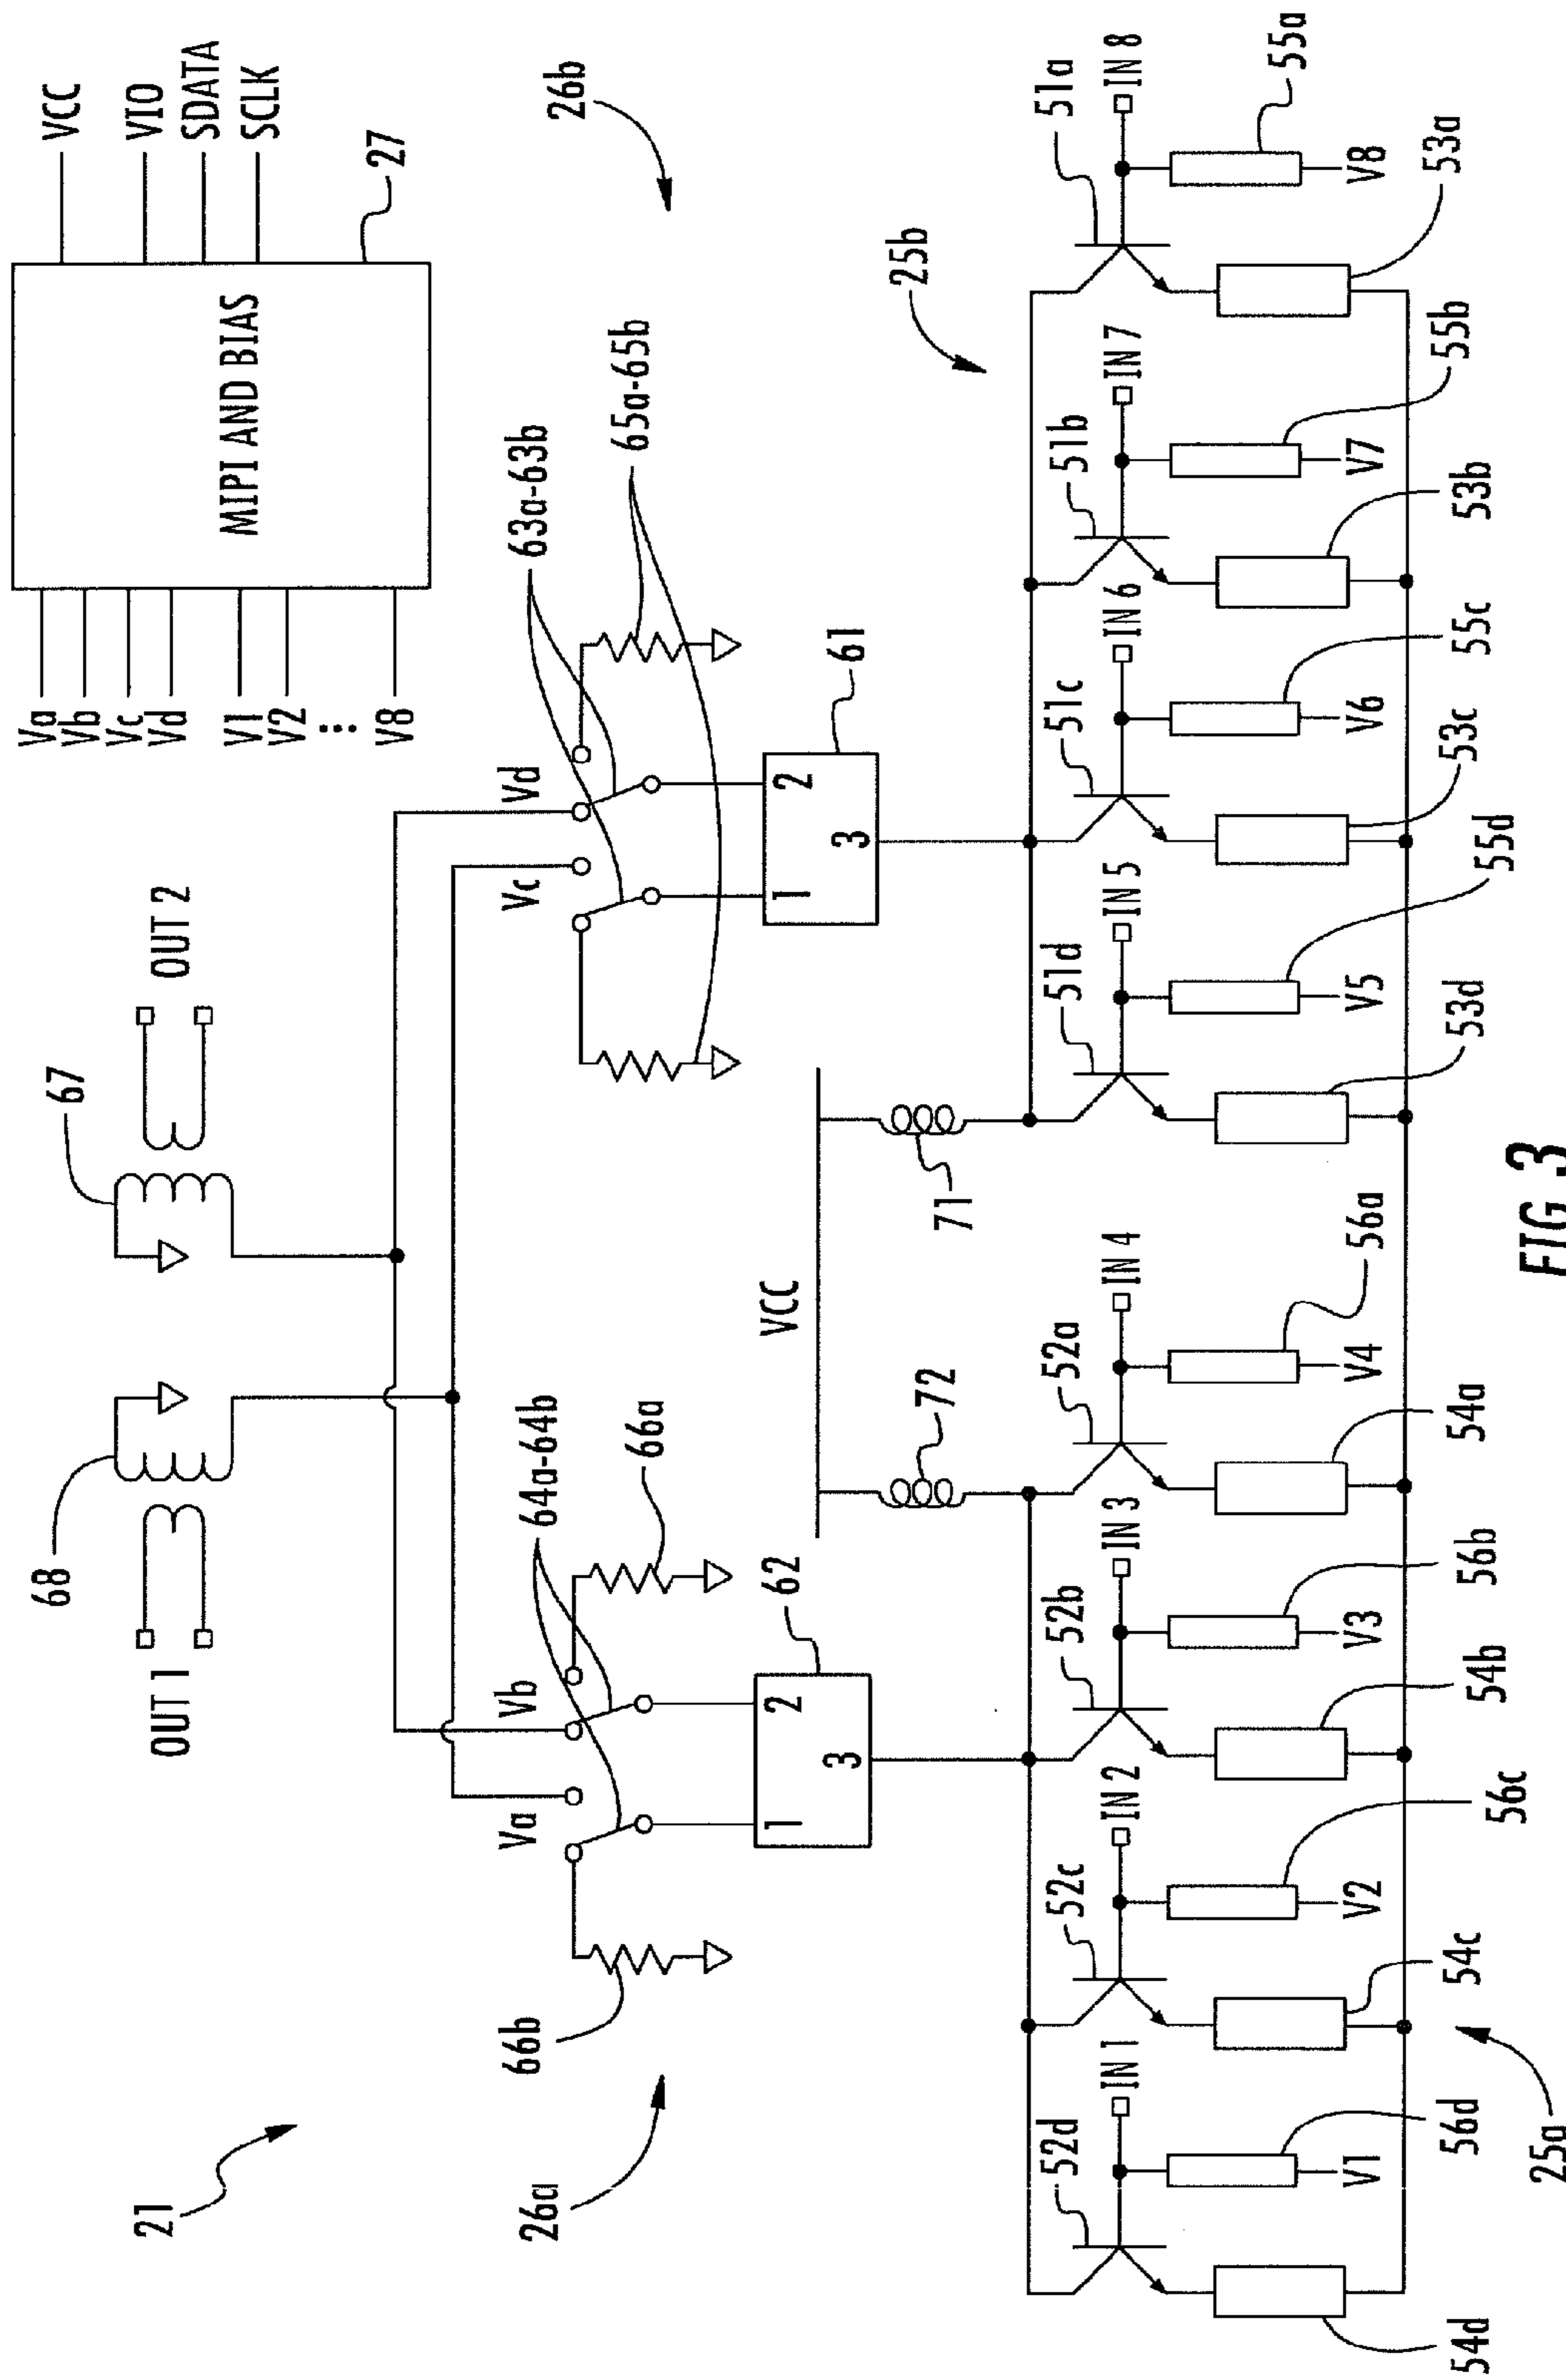 21
68
67
OUT 1
OUT 2
VCC
VIO
SDATA
SCLK
MIPI AND BIAS
27
Va
Vb
Vc
Vd
V1
V2
⋮
V8
26a
26b
66b
Va
Vb
64a-64b
66a
Vc
Vd
63a-63b
65a-65b
1
2
3
62
1
2
3
61
VCC
72
71
25b
52d
IN 1
52c
IN 2
52b
IN 3
52a
IN 4
51d
IN 5
51c
IN 6
51b
IN 7
51a
IN 8
V1
V2
V3
V4
V5
V6
V7
V8
54d
56d
54c
56c
54b
56b
54a
56a
53d
55d
53c
55c
53b
55b
53a
55a
25a
FIG. 3